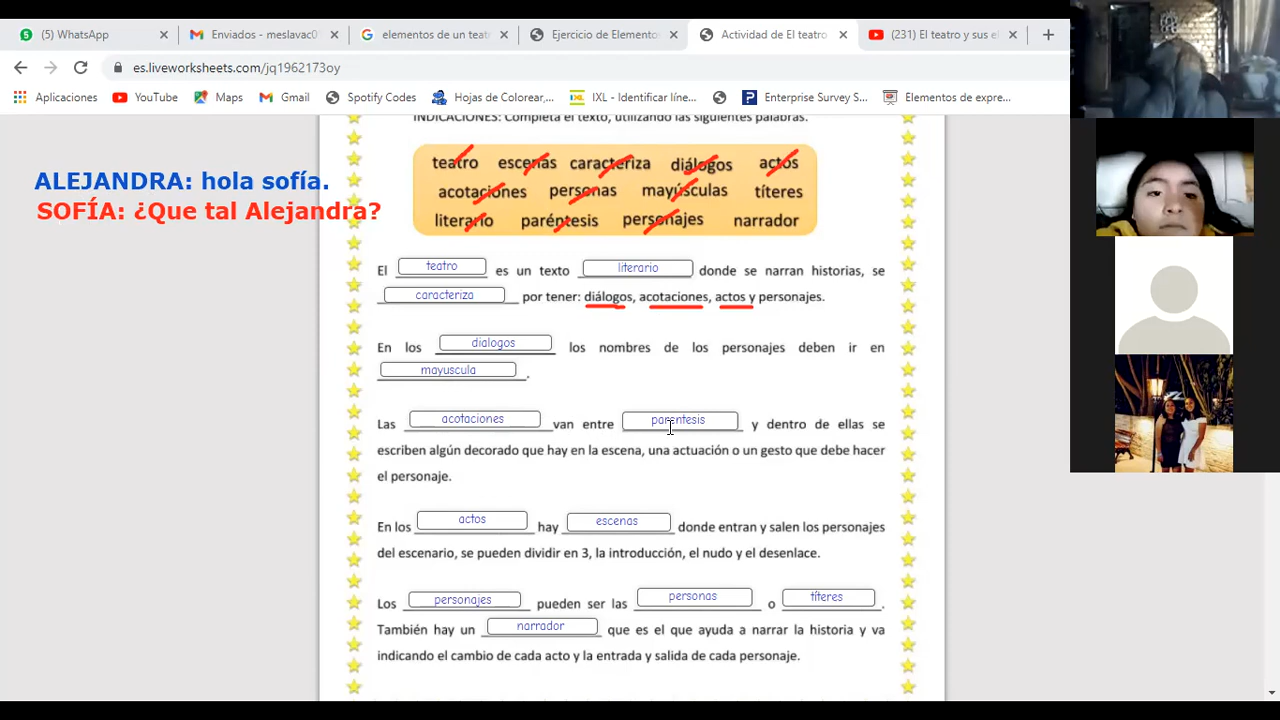 (5) WhatsApp
Enviados - meslavac0
elementos de un teat
Ejercicio de Elemento
Actividad de El teatro
(231) El teatro y sus el
es.liveworksheets.com/jq1962173oy
Aplicaciones
YouTube
Maps
Gmail
Spotify Codes
Hojas de Colorear,...
IXL - Identificar líne...
Enterprise Survey S...
Elementos de expre...
INDICACIONES: Completa el texto, utilizando las siguientes palabras.
teatro escenas caracteriza diálogos actos
acotaciones personas mayúsculas títeres
literario paréntesis personajes narrador
ALEJANDRA: hola sofía.
SOFÍA: ¿Que tal Alejandra?
El teatro es un texto literario donde se narran historias, se
caracteriza por tener: diálogos, acotaciones, actos y personajes.
En los dialogos los nombres de los personajes deben ir en
mayuscula.
Las acotaciones van entre parentesis y dentro de ellas se
escriben algún decorado que hay en la escena, una actuación o un gesto que debe hacer
el personaje.
En los actos hay escenas donde entran y salen los personajes
del escenario, se pueden dividir en 3, la introducción, el nudo y el desenlace.
Los personajes pueden ser las personas o títeres.
También hay un narrador que es el que ayuda a narrar la historia y va
indicando el cambio de cada acto y la entrada y salida de cada personaje.